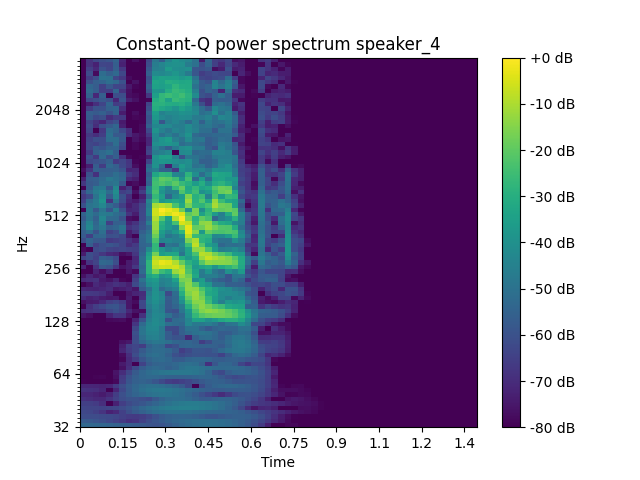 Constant-Q power spectrum speaker_4
+0 dB
2048
-10 dB
1024
-20 dB
-30 dB
512
Hz
-40 dB
256
-50 dB
128
-60 dB
64
-70 dB
32
-80 dB
0 0.15 0.3 0.45 0.6 0.75 0.9 1.1 1.2 1.4
Time